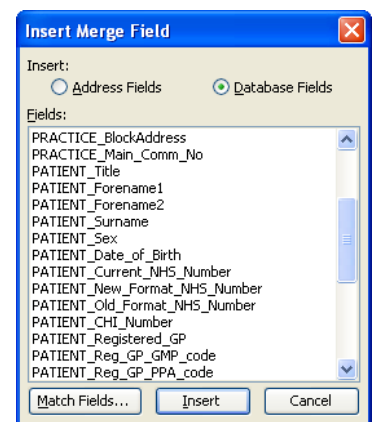 Insert Merge Field
Insert:
Address Fields Database Fields
Fields:
PRACTICE_BlockAddress
PRACTICE_Main_Comm_No
PATIENT_Title
PATIENT_Forename1
PATIENT_Forename2
PATIENT_Surname
PATIENT_Sex
PATIENT_Date_of_Birth
PATIENT_Current_NHS_Number
PATIENT_New_Format_NHS_Number
PATIENT_Old_Format_NHS_Number
PATIENT_CHI_Number
PATIENT_Registered_GP
PATIENT_Reg_GP_GMP_code
PATIENT_Reg_GP_PPA_code
Match Fields... Insert Cancel